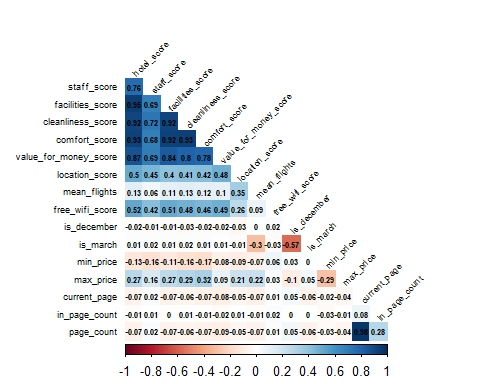 hotel_score
staff_score 0.76 staff_score
facilities_score 0.95 0.69 facilities_score
cleanliness_score 0.92 0.72 0.92 cleanliness_score
comfort_score 0.93 0.68 0.92 0.93 comfort_score
value_for_money_score 0.87 0.69 0.84 0.8 0.78 value_for_money_score
location_score 0.5 0.45 0.4 0.41 0.42 0.48 location_score
mean_flights 0.13 0.06 0.11 0.13 0.12 0.1 0.35 mean_flights
free_wifi_score 0.52 0.42 0.51 0.48 0.46 0.49 0.26 0.09 free_wifi_score
is_december -0.02 -0.01 -0.01 -0.03 -0.02 -0.02 -0.03 0 0.02 is_december
is_march 0.01 0.02 0.01 0.02 0.01 0.01 -0.01 -0.3 -0.03 -0.57 is_march
min_price -0.13 -0.16 -0.11 -0.16 -0.17 -0.08 -0.09 -0.07 0.06 0.03 0 min_price
max_price 0.27 0.16 0.27 0.29 0.32 0.09 0.21 0.22 0.03 -0.1 0.05 -0.29 max_price
current_page -0.07 0.02 -0.07 -0.06 -0.07 -0.08 -0.05 -0.07 0.01 0.05 -0.06 -0.02 -0.04 current_page
in_page_count -0.01 0.01 0 0.01 -0.01 -0.02 0.01 -0.01 -0.02 0 0 -0.03 -0.01 0.08 in_page_count
page_count -0.07 0.02 -0.07 -0.06 -0.07 -0.09 -0.05 -0.07 0.01 0.05 -0.06 -0.03 -0.04 0.98 0.28
-1 -0.8 -0.6 -0.4 -0.2 0 0.2 0.4 0.6 0.8 1